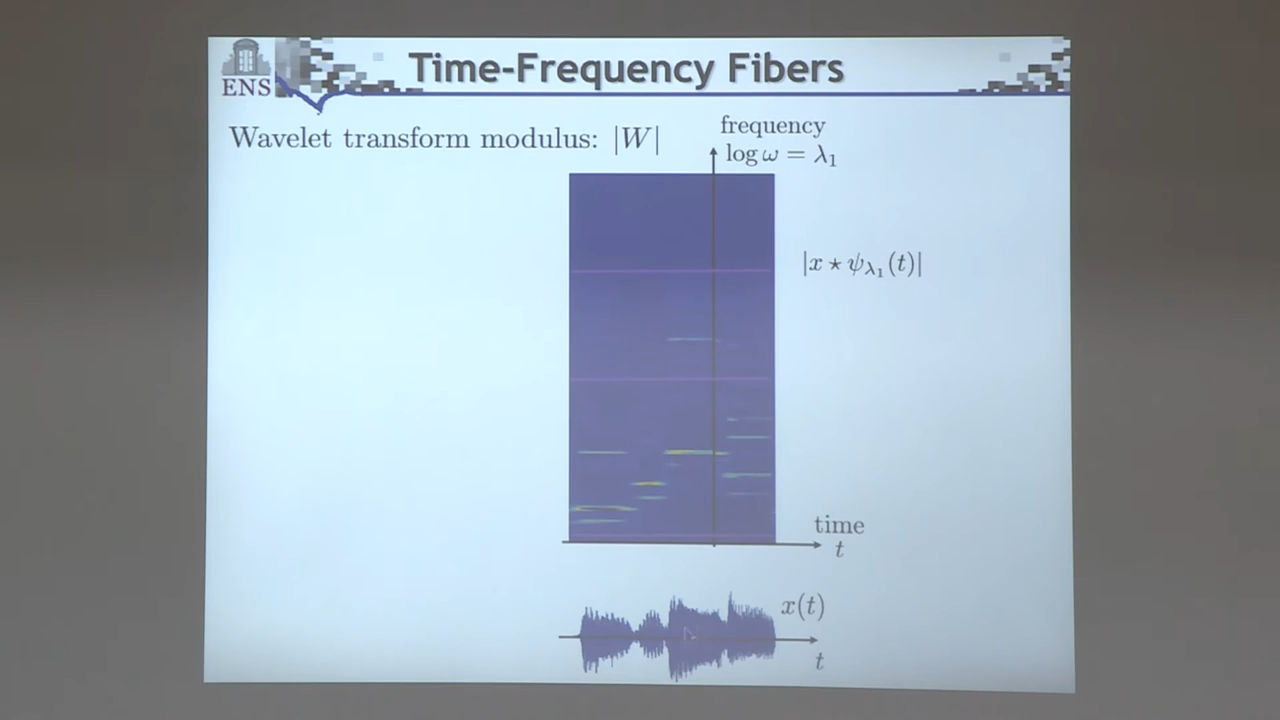 ENS
Time-Frequency Fibers
Wavelet transform modulus: |W|
frequency
log ω = λ₁
|x ⋆ ψ_λ₁(t)|
time
t
x(t)
t